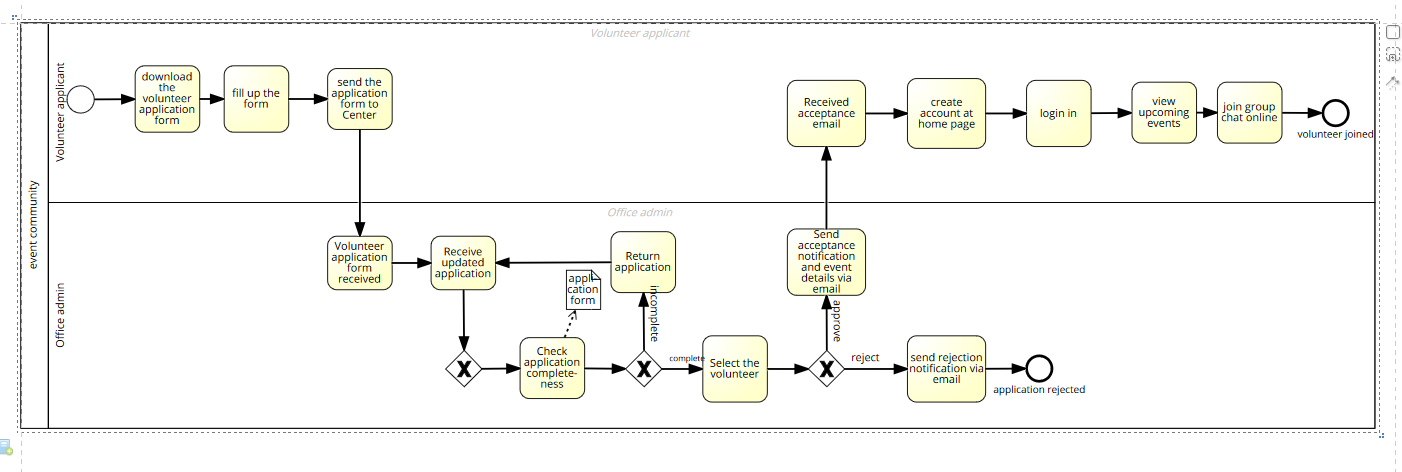 Volunteer applicant
Volunteer applicant
download
the
volunteer
application
form
fill up the
form
send the
application
form to
Center
Received
acceptance
email
create
account at
home page
login in
view
upcoming
events
join group
chat online
volunteer joined
event community
Office admin
Office admin
Volunteer
application
form
received
Receive
updated
application
appli
cation
form
Return
application
incomplete
Send
acceptance
notification
and event
details via
email
approve
Check
application
complete-
ness
complete
Select the
volunteer
reject
send rejection
notification via
email
application rejected